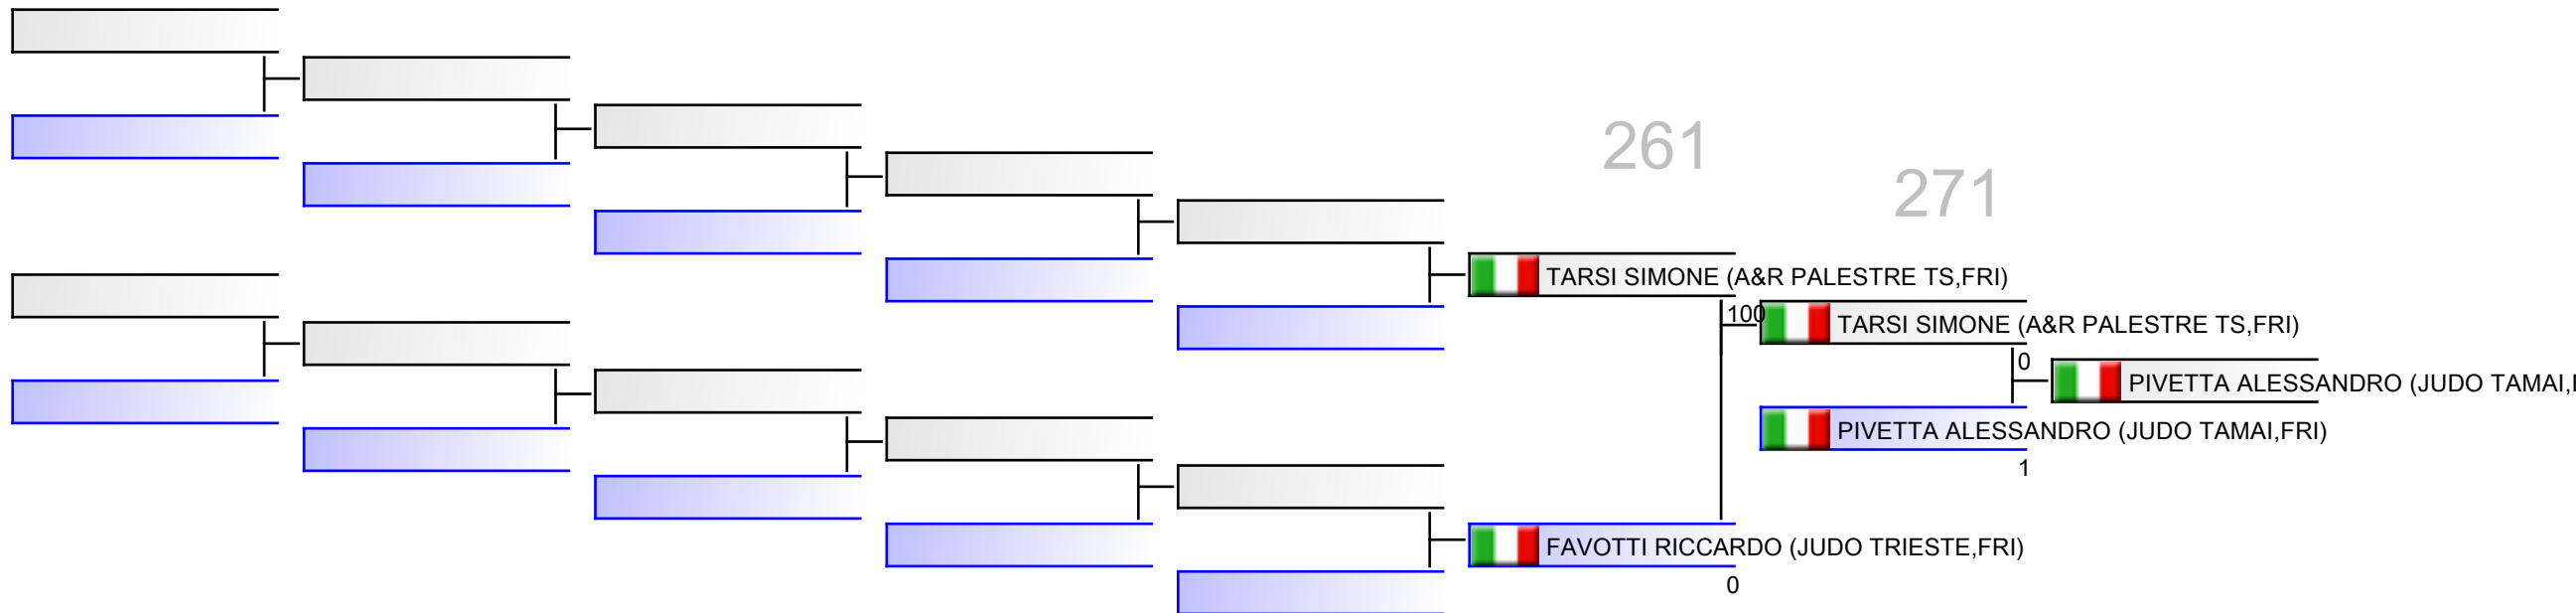 261
271
TARSI SIMONE (A&R PALESTRE TS,FRI)
100
TARSI SIMONE (A&R PALESTRE TS,FRI)
0
PIVETTA ALESSANDRO (JUDO TAMAI,
PIVETTA ALESSANDRO (JUDO TAMAI,FRI)
1
FAVOTTI RICCARDO (JUDO TRIESTE,FRI)
0